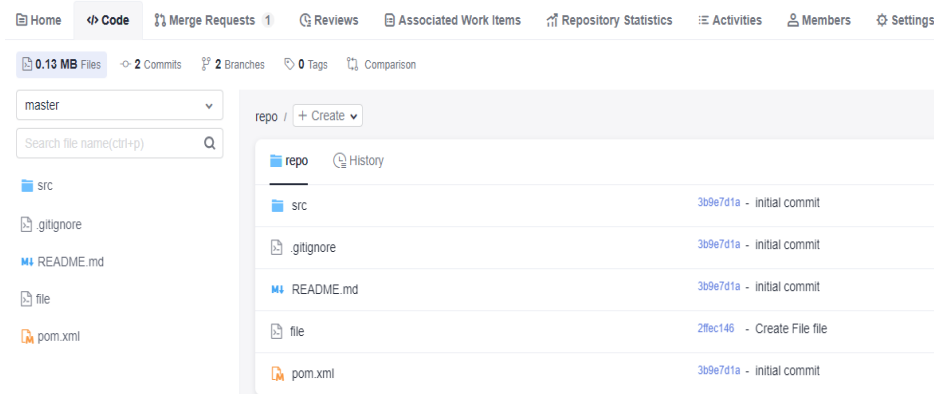 Home Code Merge Requests 1 Reviews Associated Work Items Repository Statistics Activities Members Settings
0.13 MB Files 2 Commits 2 Branches 0 Tags Comparison
master
repo / + Create
Search file name(ctrl+p)
repo History
src
src 3b9e7d1a - initial commit
.gitignore
.gitignore 3b9e7d1a - initial commit
README.md
README.md 3b9e7d1a - initial commit
file
file 2ffec146 - Create File file
pom.xml
pom.xml 3b9e7d1a - initial commit